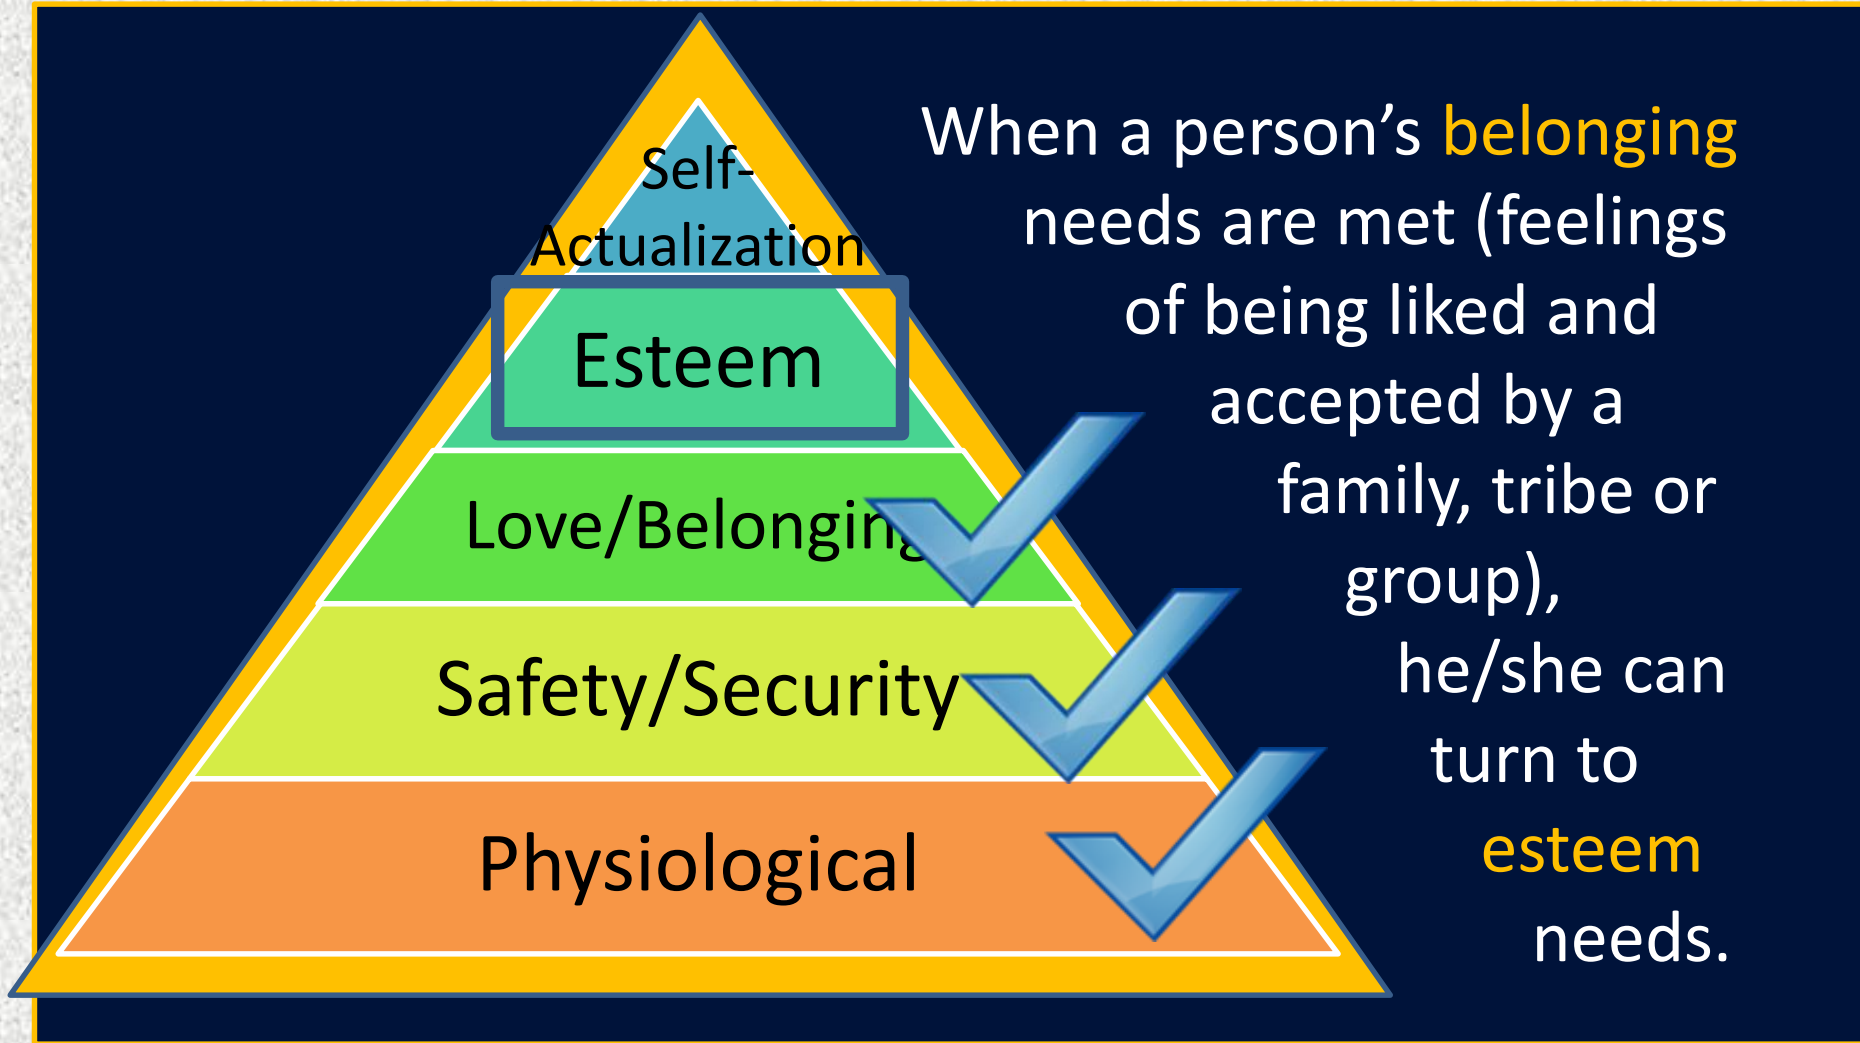 Self-
Actualization
Esteem
Love/Belonging
Safety/Security
Physiological
When a person’s belonging
needs are met (feelings
of being liked and
accepted by a
family, tribe or
group),
he/she can
turn to
esteem
needs.